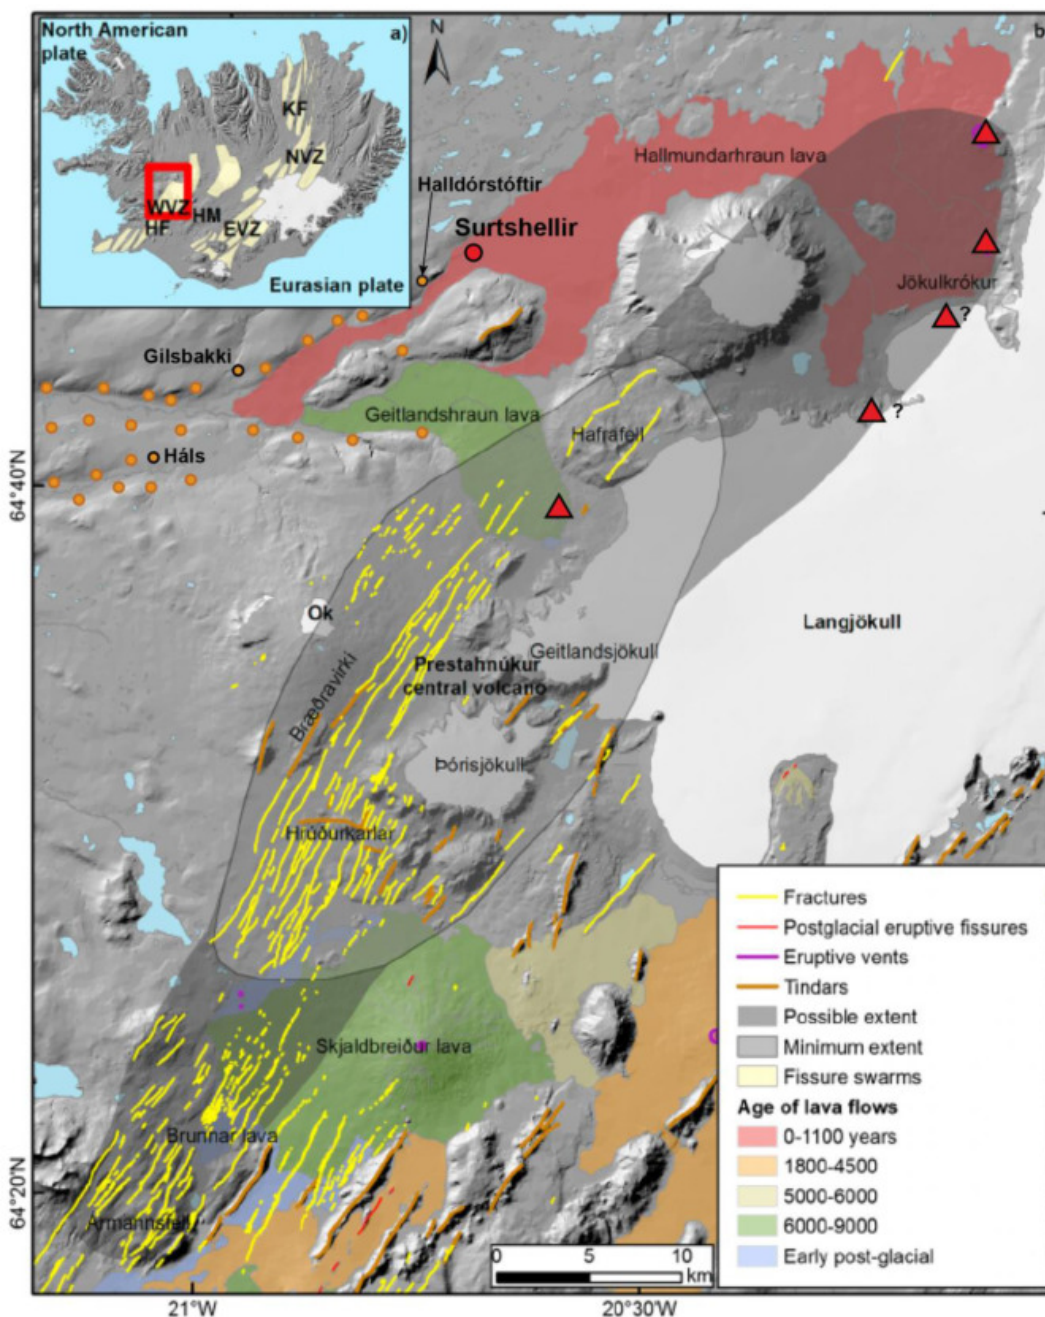 North American
plate
a)
N
b
KF
NVZ
WVZ
HM
HF
EVZ
Eurasian plate
Halldórstóftir
Surtshellir
Hallmundarhraun lava
Jökulkrókur
?
Gilsbakki
Geitlandshraun lava
Hafrafell
?
Háls
64°40'N
Ok
Langjökull
Geitlandsjökull
Prestahnúkur
central volcano
Bræðravirki
Þórisjökull
Hrúðurkarlar
Skjaldbreiður lava
Brunnar lava
Ármannsfell
64°20'N
Fractures
Postglacial eruptive fissures
Eruptive vents
Tindars
Possible extent
Minimum extent
Fissure swarms
Age of lava flows
0-1100 years
1800-4500
5000-6000
6000-9000
Early post-glacial
0 5 10
km
21°W
20°30'W